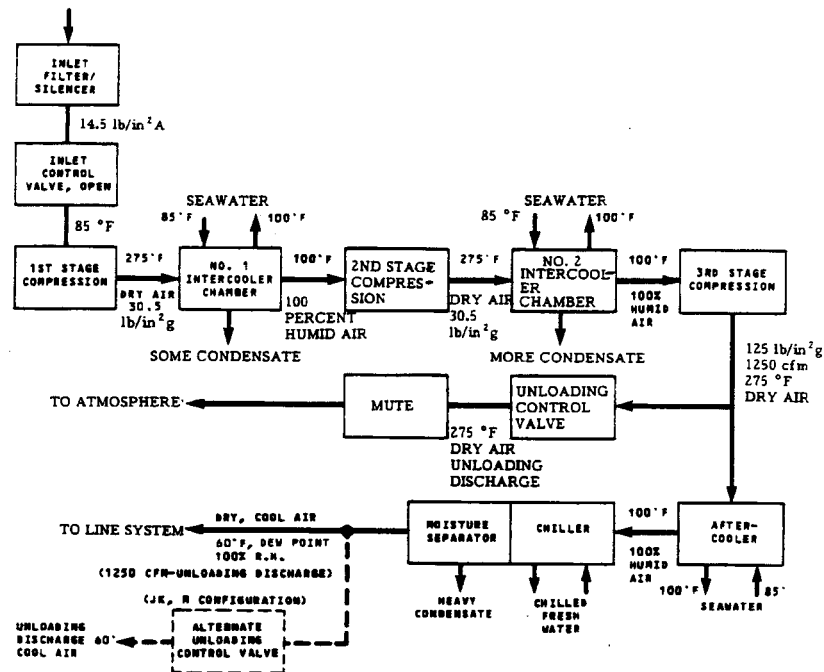 INLET
FILTER/
SILENCER
14.5 lb/in²A
INLET
CONTROL
VALVE, OPEN
85 °F
1ST STAGE
COMPRESSION
275°F
DRY AIR
30.5
lb/in²g
SEAWATER
85°F
100°F
NO. 1
INTERCOOLER
CHAMBER
SOME CONDENSATE
100°F
100
PERCENT
HUMID AIR
2ND STAGE
COMPRES-
SION
275°F
DRY AIR
30.5
lb/in²g
SEAWATER
85 °F
100°F
NO. 2
INTERCOOL-
ER
CHAMBER
MORE CONDENSATE
100°F
100%
HUMID
AIR
3RD STAGE
COMPRESSION
125 lb/in²g
1250 cfm
275 °F
DRY AIR
TO ATMOSPHERE
MUTE
275 °F
DRY AIR
UNLOADING
DISCHARGE
UNLOADING
CONTROL
VALVE
TO LINE SYSTEM
DRY, COOL AIR
60°F, DEW POINT
100% R.H.
(1250 CFM-UNLOADING DISCHARGE)
MOISTURE
SEPARATOR
CHILLER
HEAVY
CONDENSATE
CHILLED
FRESH
WATER
100°F
100%
HUMID
AIR
AFTER-
COOLER
100°F
85°
SEAWATER
(JK, R CONFIGURATION)
UNLOADING
DISCHARGE 60°
COOL AIR
ALTERNATE
UNLOADING
CONTROL VALVE